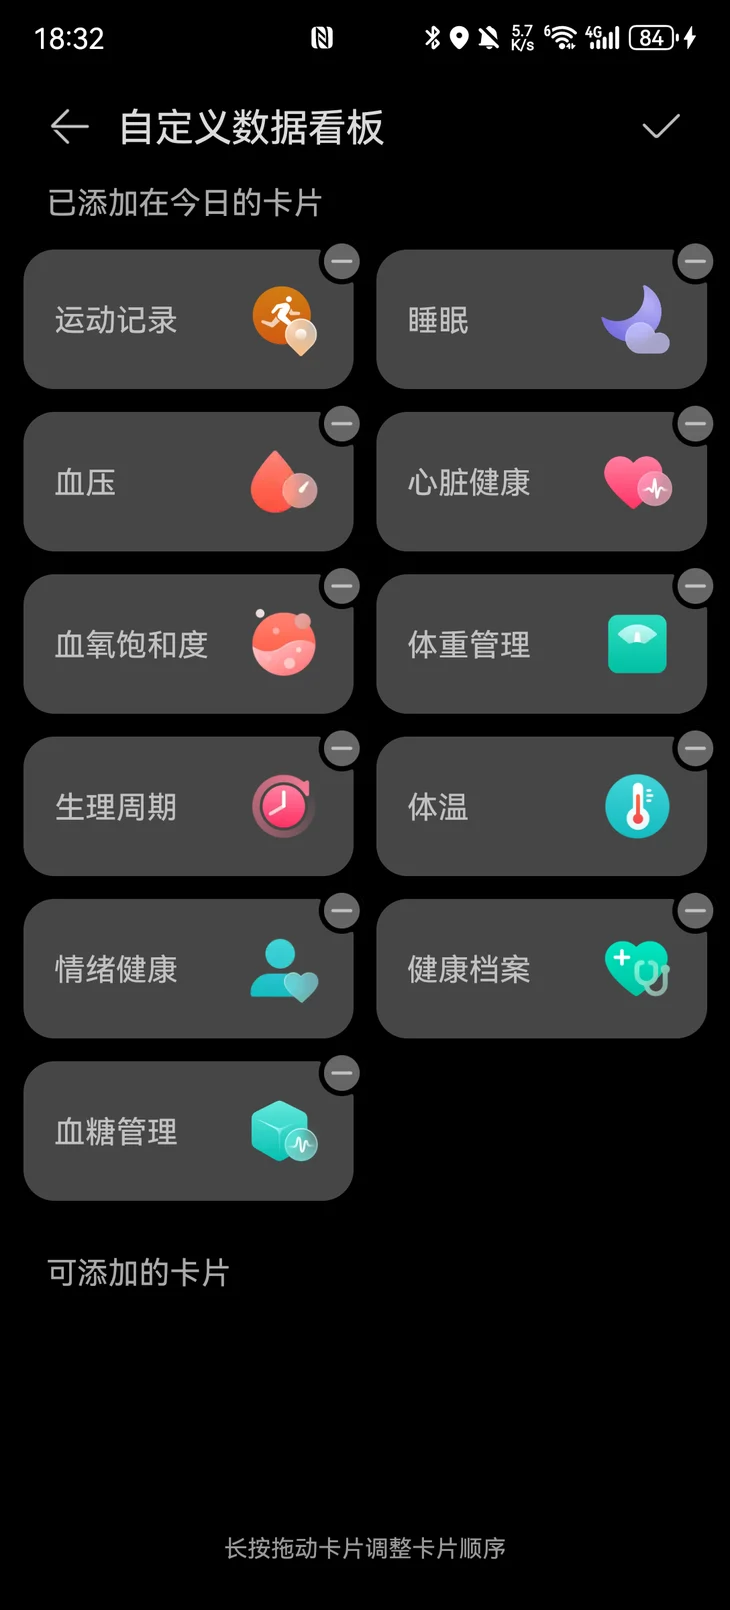 18:32 5.7 K/s 6 4G 84
自定义数据看板
已添加在今日的卡片
运动记录
睡眠
血压
心脏健康
血氧饱和度
体重管理
生理周期
体温
情绪健康
健康档案
血糖管理
可添加的卡片
长按拖动卡片调整卡片顺序